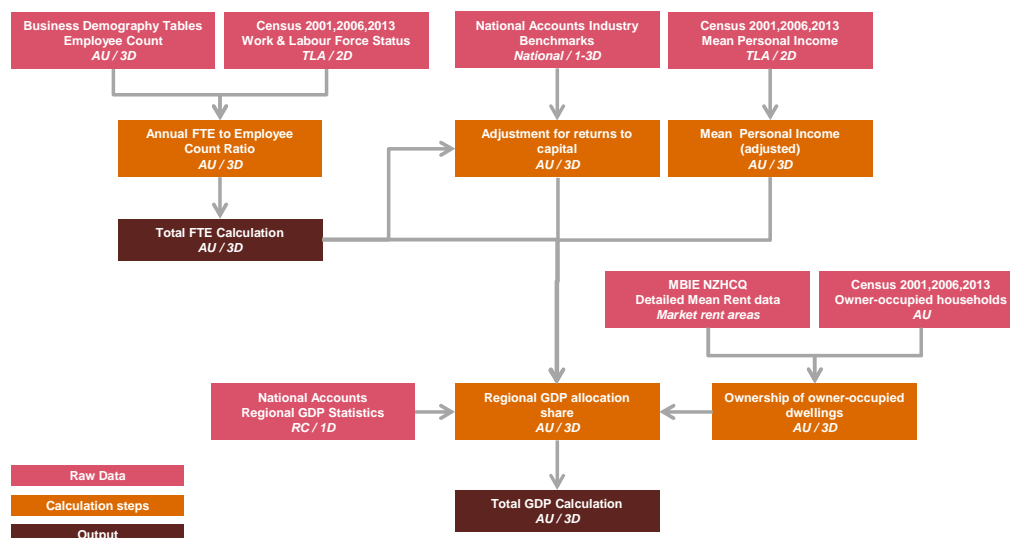 Business Demography Tables
Employee Count
AU / 3D
Census 2001,2006,2013
Work & Labour Force Status
TLA / 2D
National Accounts Industry
Benchmarks
National / 1-3D
Census 2001,2006,2013
Mean Personal Income
TLA / 2D
Annual FTE to Employee
Count Ratio
AU / 3D
Adjustment for returns to
capital
AU / 3D
Mean Personal Income
(adjusted)
AU / 3D
Total FTE Calculation
AU / 3D
MBIE NZHCQ
Detailed Mean Rent data
Market rent areas
Census 2001,2006,2013
Owner-occupied households
AU
National Accounts
Regional GDP Statistics
RC / 1D
Regional GDP allocation
share
AU / 3D
Ownership of owner-occupied
dwellings
AU / 3D
Raw Data
Calculation steps
Output
Total GDP Calculation
AU / 3D